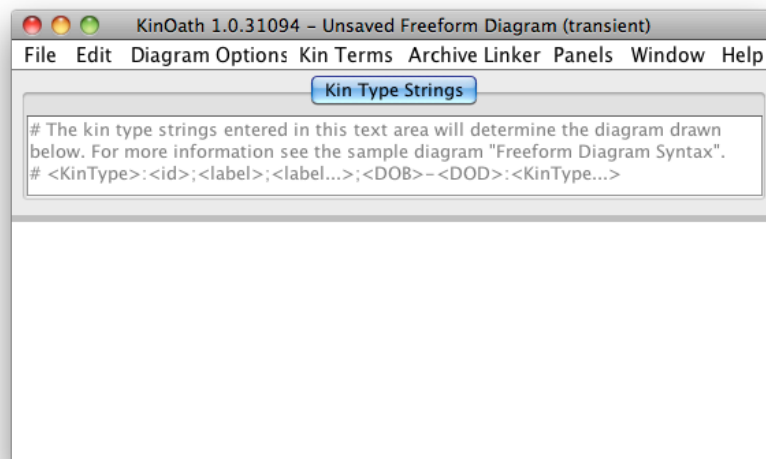 KinOath 1.0.31094 – Unsaved Freeform Diagram (transient)
File Edit Diagram Options Kin Terms Archive Linker Panels Window Help
Kin Type Strings
# The kin type strings entered in this text area will determine the diagram drawn
below. For more information see the sample diagram "Freeform Diagram Syntax".
# <KinType>:<id>;<label>;<label...>;<DOB>-<DOD>:<KinType...>